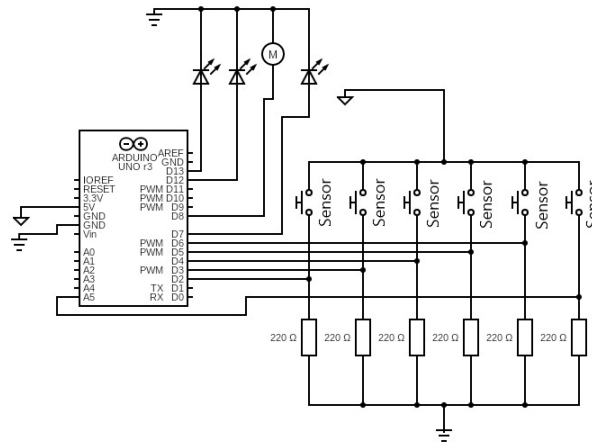 M
ARDUINO
UNO r3
AREF
GND
D13
IOREF
D12
RESET
PWM D11
3.3V
PWM D10
5V
PWM D9
GND
D8
GND
Vin
D7
PWM D6
A0
PWM D5
A1
D4
A2
PWM D3
A3
D2
A4
TX D1
A5
RX D0
Sensor
Sensor
Sensor
Sensor
Sensor
Sensor
220 Ω
220 Ω
220 Ω
220 Ω
220 Ω
220 Ω